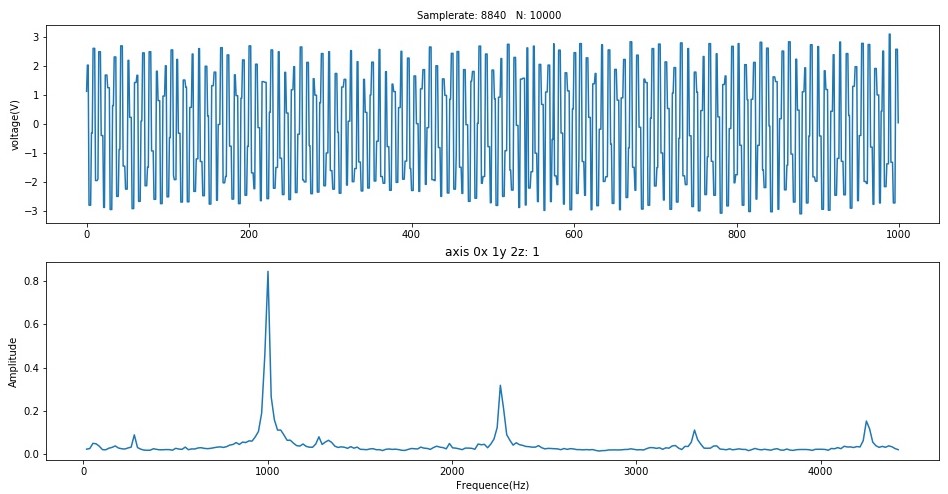 Samplerate: 8840 N: 10000
voltage(V)
3
2
1
0
−1
−2
−3
0 200 400 600 800 1000
axis 0x 1y 2z: 1
Amplitude
0.8
0.6
0.4
0.2
0.0
0 1000 2000 3000 4000
Frequence(Hz)